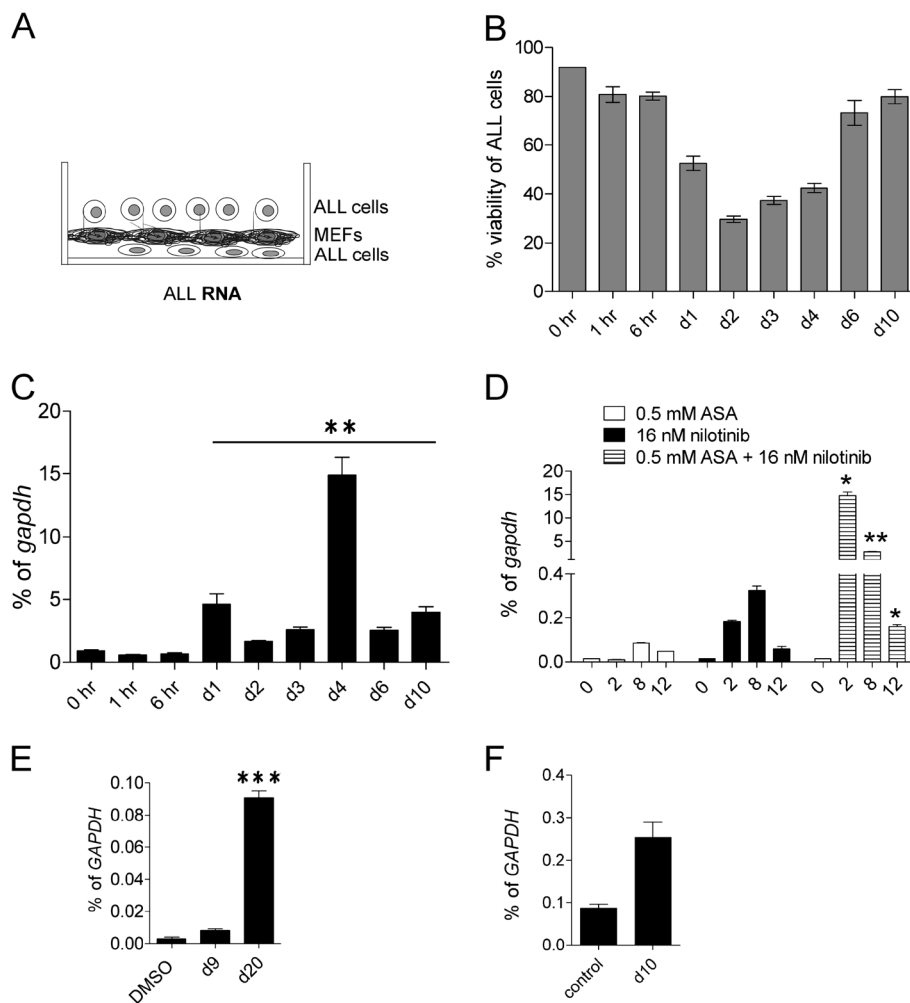 A
ALL cells
MEFs
ALL cells
ALL RNA
B
% viability of ALL cells
100
80
60
40
20
0
0 hr
1 hr
6 hr
d1
d2
d3
d4
d6
d10
C
% of gapdh
20
15
10
5
0
**
0 hr
1 hr
6 hr
d1
d2
d3
d4
d6
d10
D
0.5 mM ASA
16 nM nilotinib
0.5 mM ASA + 16 nM nilotinib
% of gapdh
20
15
10
5
0.4
0.2
0.0
*
**
*
0
2
8
12
0
2
8
12
0
2
8
12
E
% of GAPDH
0.10
0.08
0.06
0.04
0.02
0.00
***
DMSO
d9
d20
F
% of GAPDH
0.4
0.3
0.2
0.1
0.0
control
d10